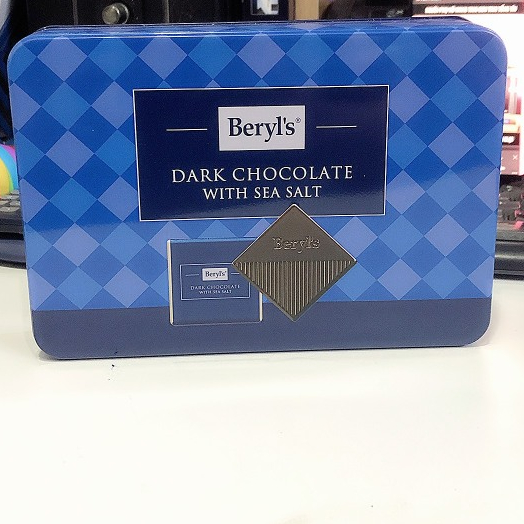 Beryl's®
DARK CHOCOLATE
WITH SEA SALT
Beryl's
Beryl's
DARK CHOCOLATE
WITH SEA SALT